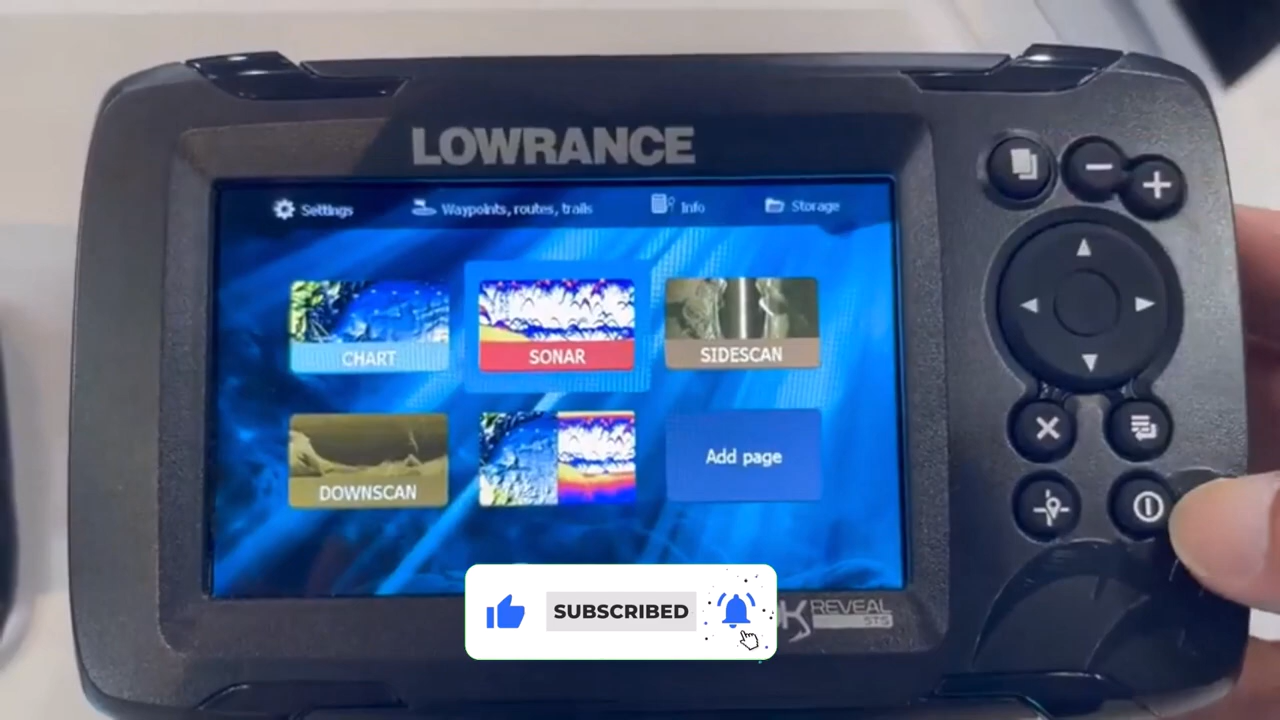 LOWRANCE
Settings
Waypoints, routes, trails
Info
Storage
CHART
SONAR
SIDESCAN
DOWNSCAN
Add page
SUBSCRIBED
REVEAL